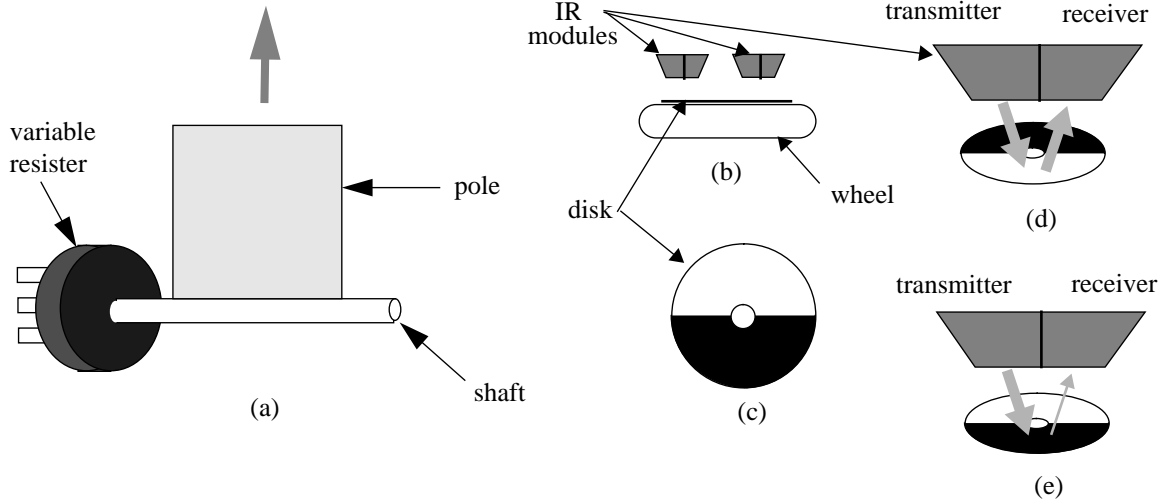 variable
resister
pole
shaft
(a)
IR
modules
(b)
wheel
disk
(c)
transmitter
receiver
(d)
transmitter
receiver
(e)